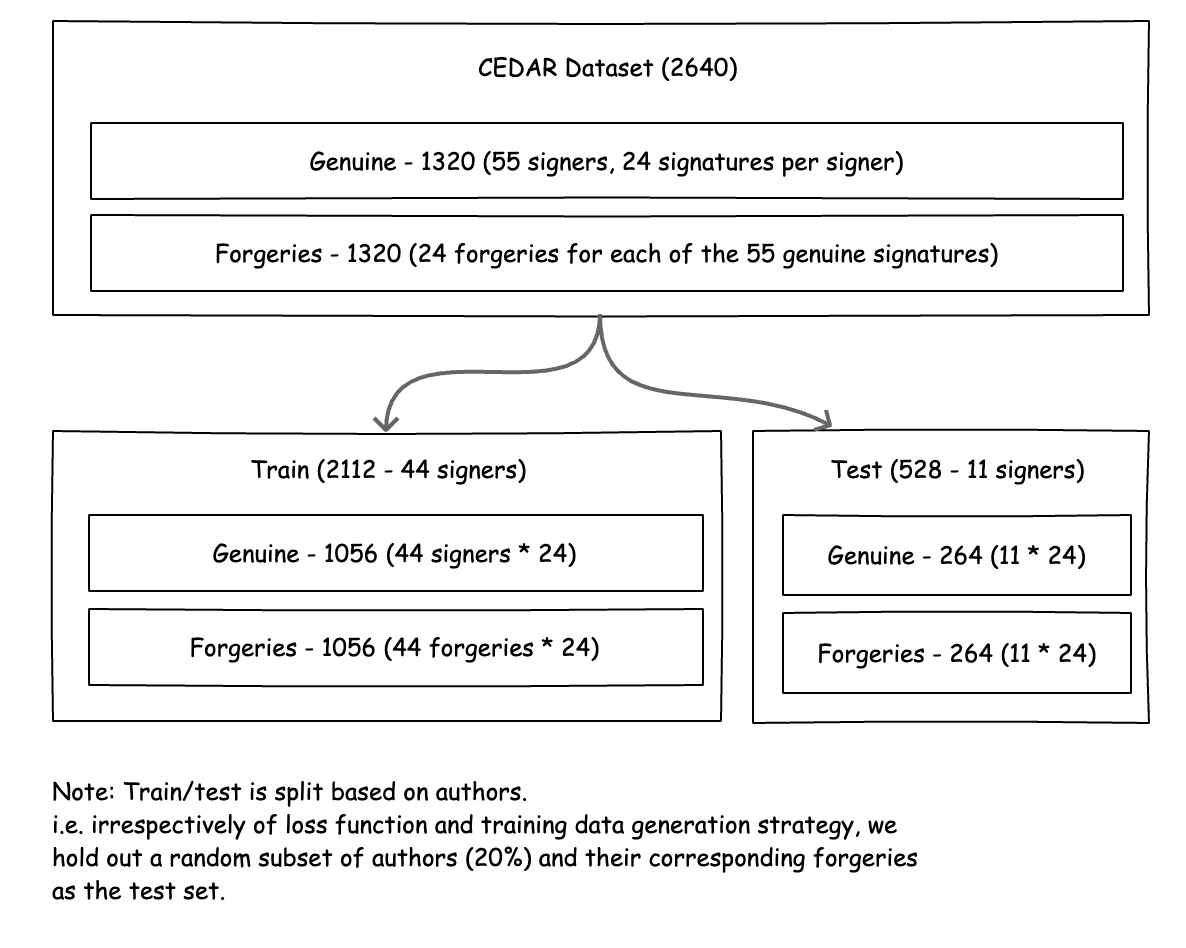 CEDAR Dataset (2640)
Genuine - 1320 (55 signers, 24 signatures per signer)
Forgeries - 1320 (24 forgeries for each of the 55 genuine signatures)
Train (2112 - 44 signers)
Genuine - 1056 (44 signers * 24)
Forgeries - 1056 (44 forgeries * 24)
Test (528 - 11 signers)
Genuine - 264 (11 * 24)
Forgeries - 264 (11 * 24)
Note: Train/test is split based on authors.
i.e. irrespectively of loss function and training data generation strategy, we
hold out a random subset of authors (20%) and their corresponding forgeries
as the test set.